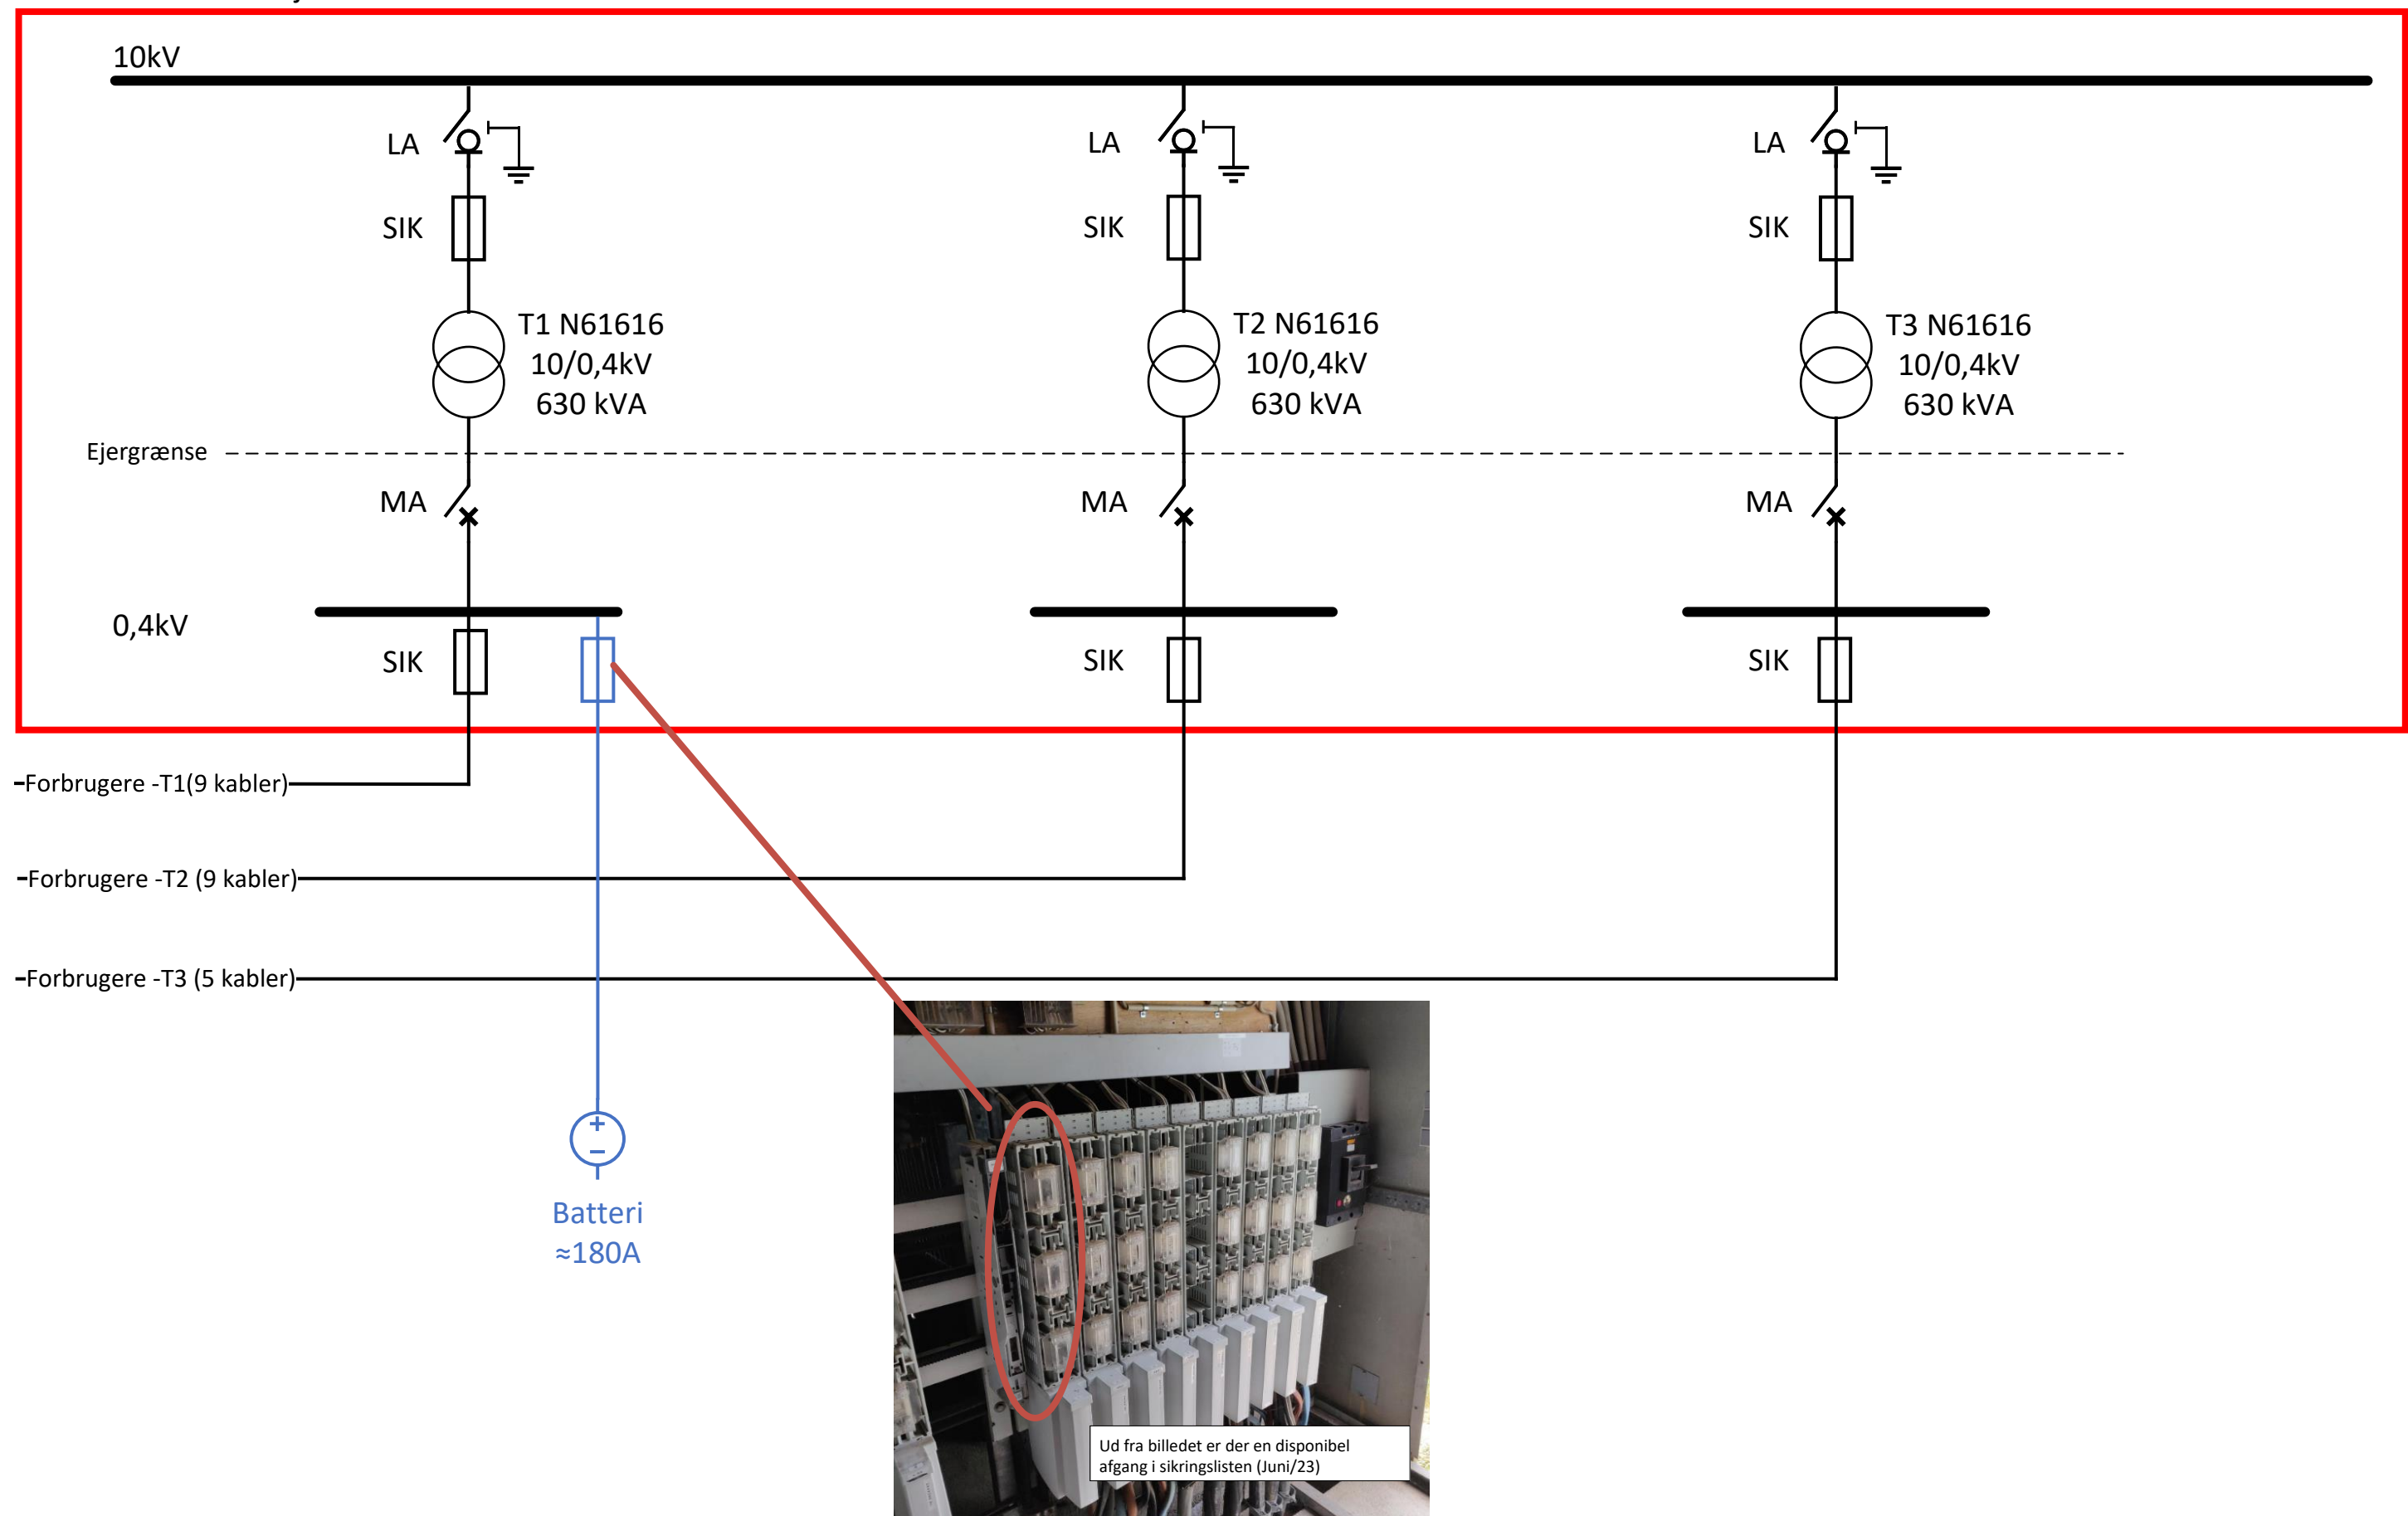 10kV
LA
LA
LA
SIK
SIK
SIK
T1 N61616
10/0,4kV
630 kVA
T2 N61616
10/0,4kV
630 kVA
T3 N61616
10/0,4kV
630 kVA
Ejergrænse
MA
MA
MA
0,4kV
SIK
SIK
SIK
Forbrugere -T1(9 kabler)
Forbrugere -T2 (9 kabler)
Forbrugere -T3 (5 kabler)
Batteri
≈180A
Ud fra billedet er der en disponibel
afgang i sikringslisten (Juni/23)